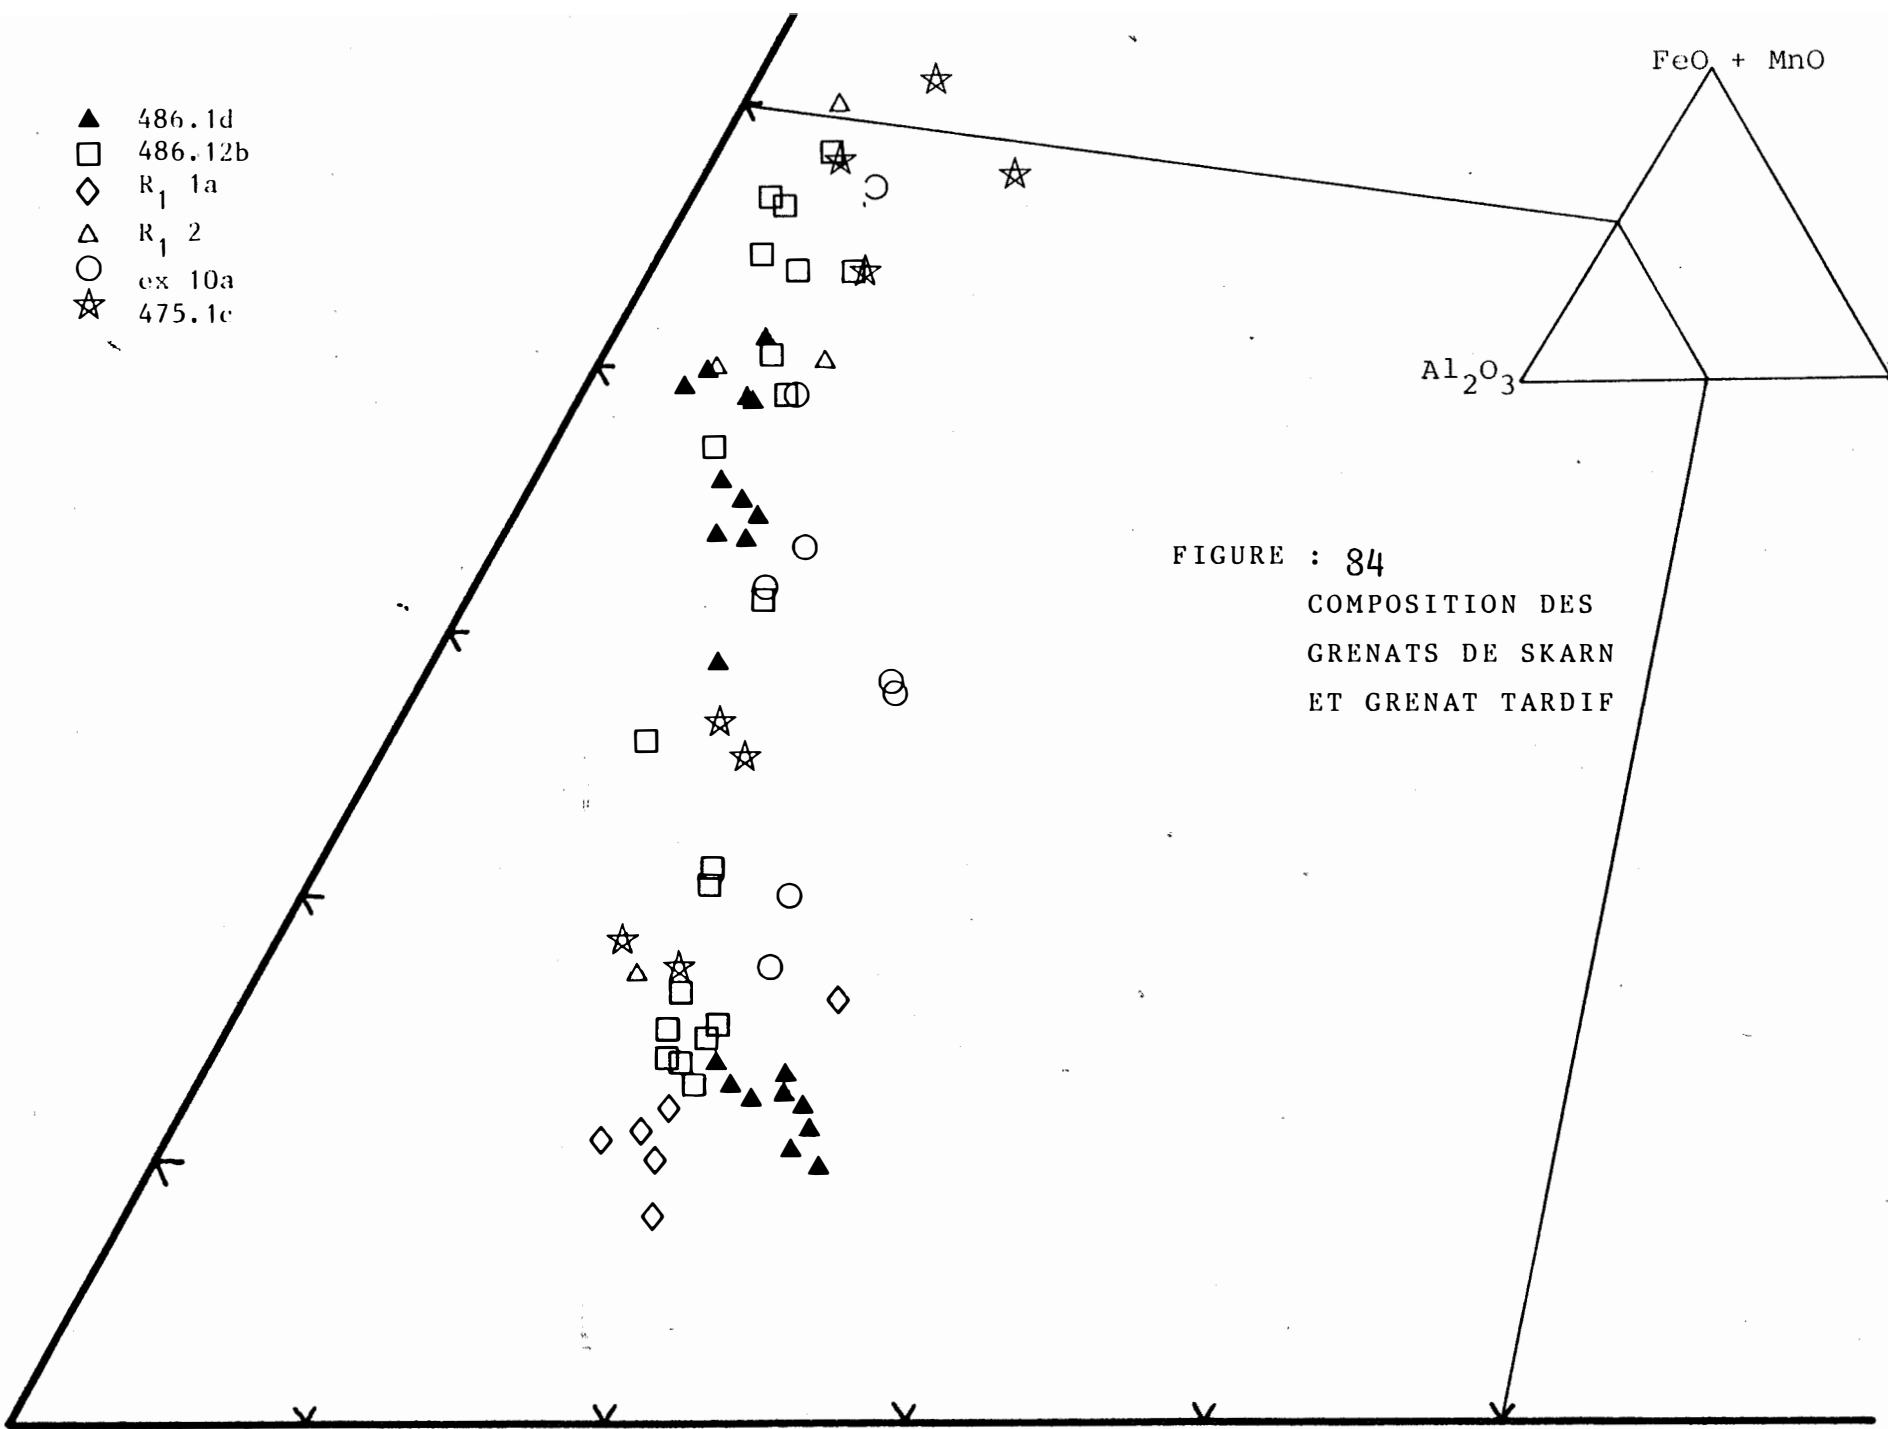 486.1d
486.12b
R₁ 1a
R₁ 2
ex 10a
475.1c
FeO + MnO
Al₂O₃
FIGURE : 84
COMPOSITION DES
GRENATS DE SKARN
ET GRENAT TARDIF